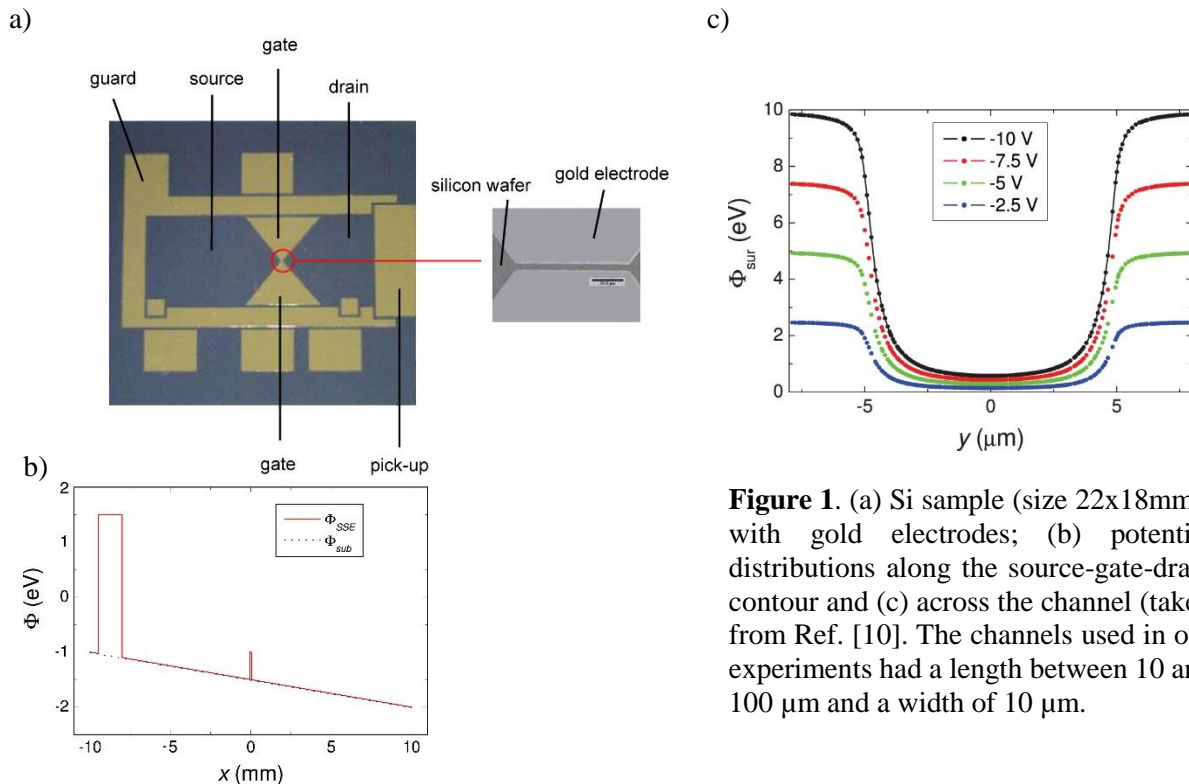 a)
gate
guard
source
drain
silicon wafer
gold electrode
gate
pick-up
b)
2
1
0
-1
-2
Φ (eV)
Φ_SSE
Φ_sub
-10
-5
0
5
10
x (mm)
c)
10
8
6
4
2
0
Φ_sur (eV)
-10 V
-7.5 V
-5 V
-2.5 V
-5
0
5
y (μm)
Figure 1. (a) Si sample (size 22x18mm
with gold electrodes; (b) potenti
distributions along the source-gate-dra
contour and (c) across the channel (take
from Ref. [10]. The channels used in o
experiments had a length between 10 an
100 µm and a width of 10 µm.